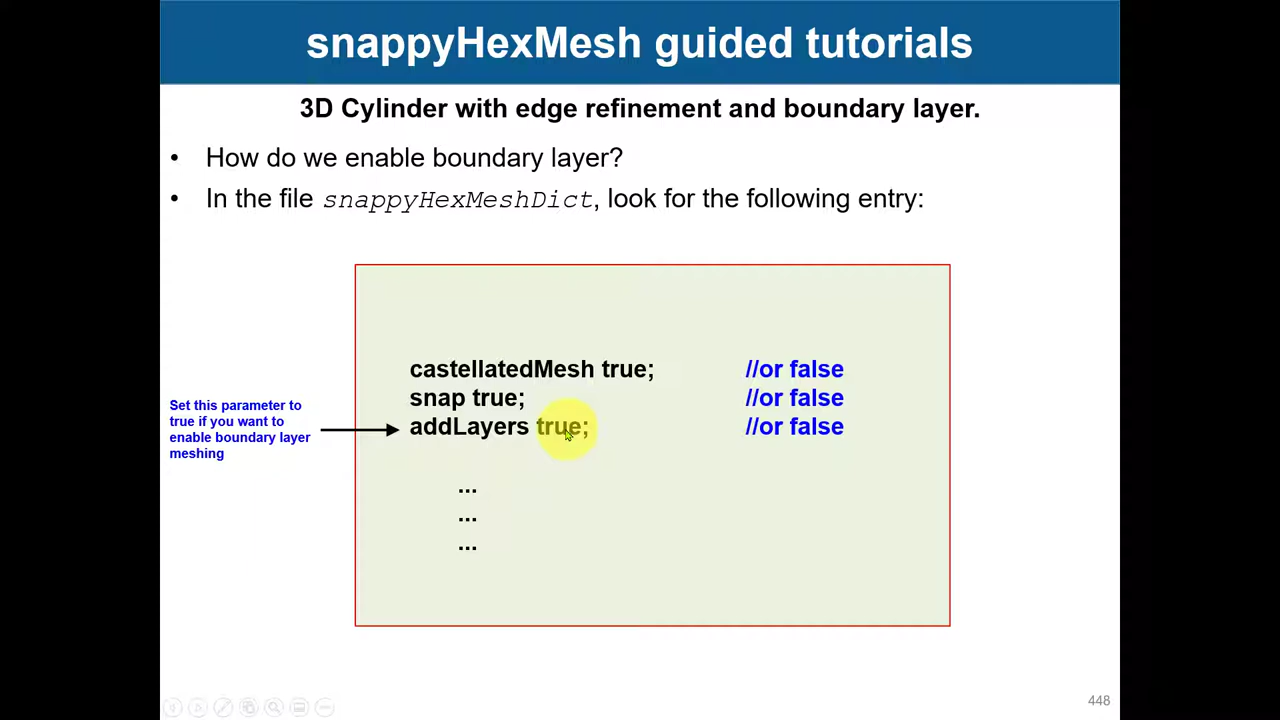 snappyHexMesh guided tutorials
3D Cylinder with edge refinement and boundary layer.
• How do we enable boundary layer?
• In the file snappyHexMeshDict, look for the following entry:
castellatedMesh true; //or false
snap true; //or false
addLayers true; //or false
Set this parameter to
true if you want to
enable boundary layer
meshing
...
...
...
448